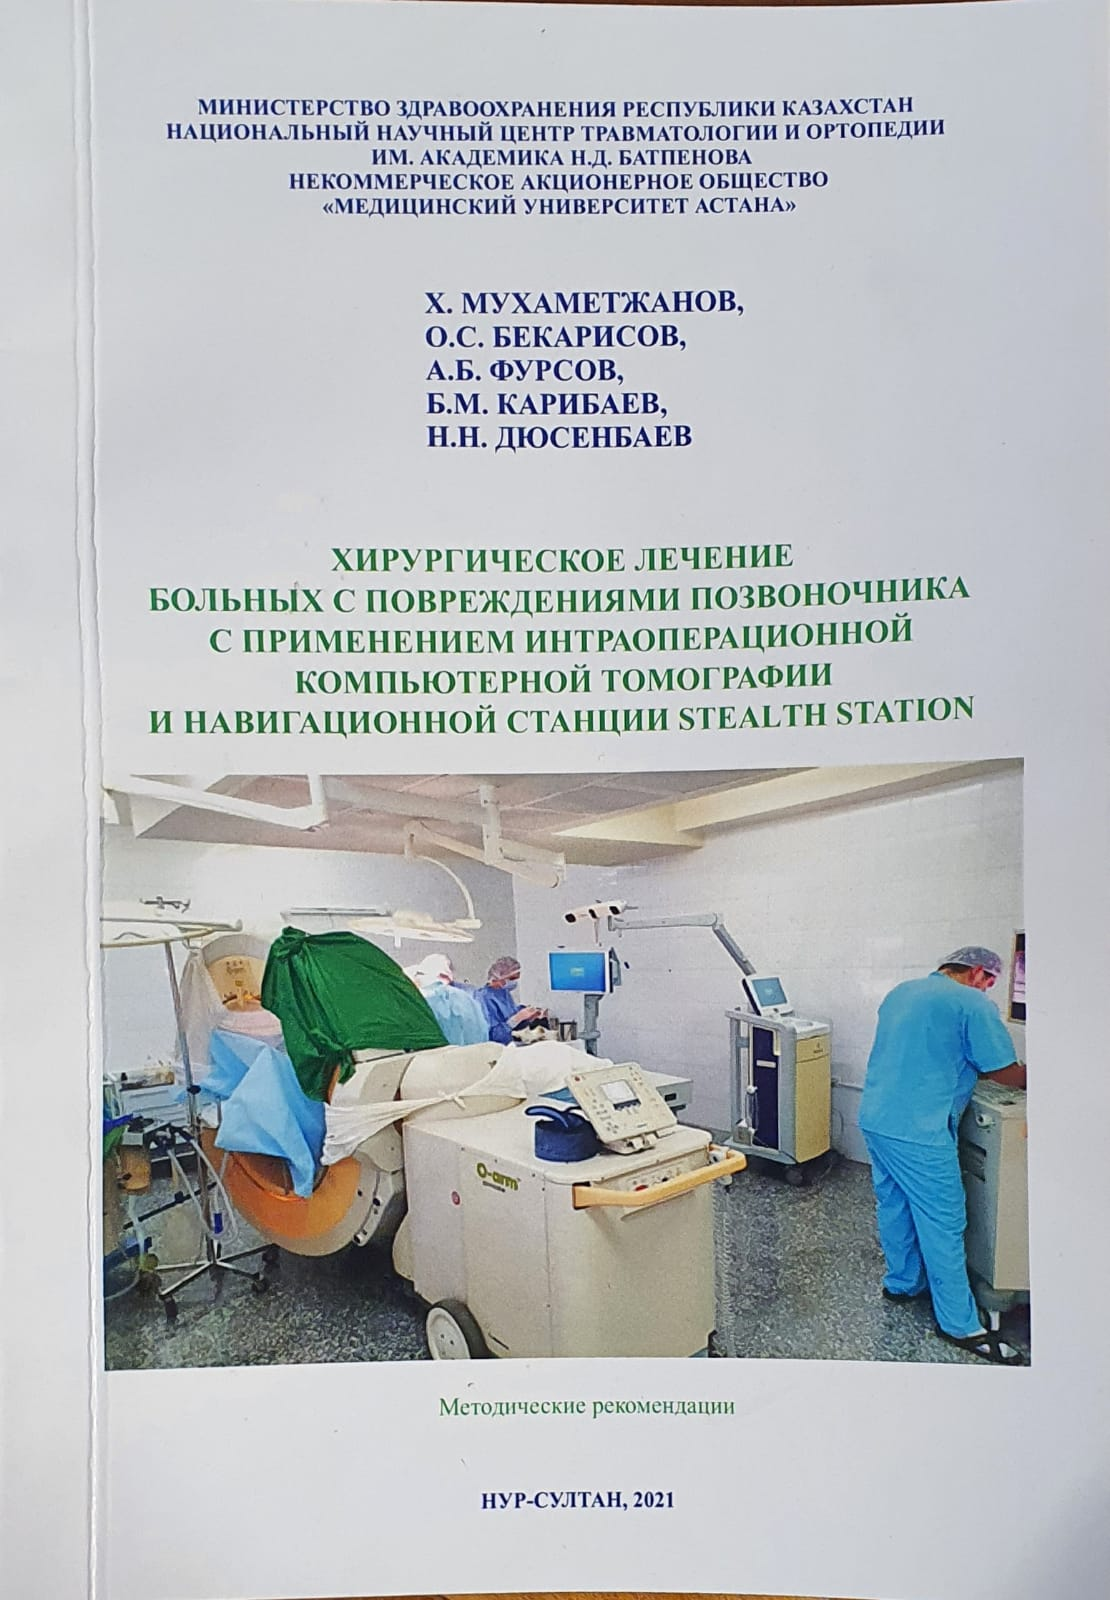 МИНИСТЕРСТВО ЗДРАВООХРАНЕНИЯ РЕСПУБЛИКИ КАЗАХСТАН
НАЦИОНАЛЬНЫЙ НАУЧНЫЙ ЦЕНТР ТРАВМАТОЛОГИИ И ОРТОПЕДИИ
ИМ. АКАДЕМИКА Н.Д. БАТПЕНОВА
НЕКОММЕРЧЕСКОЕ АКЦИОНЕРНОЕ ОБЩЕСТВО
«МЕДИЦИНСКИЙ УНИВЕРСИТЕТ АСТАНА»
Х. МУХАМЕТЖАНОВ,
О.С. БЕКАРИСОВ,
А.Б. ФУРСОВ,
Б.М. КАРИБАЕВ,
Н.Н. ДЮСЕНБАЕВ
ХИРУРГИЧЕСКОЕ ЛЕЧЕНИЕ
БОЛЬНЫХ С ПОВРЕЖДЕНИЯМИ ПОЗВОНОЧНИКА
С ПРИМЕНЕНИЕМ ИНТРАОПЕРАЦИОННОЙ
КОМПЬЮТЕРНОЙ ТОМОГРАФИИ
И НАВИГАЦИОННОЙ СТАНЦИИ STEALTH STATION
O-arm
Методические рекомендации
НУР-СУЛТАН, 2021